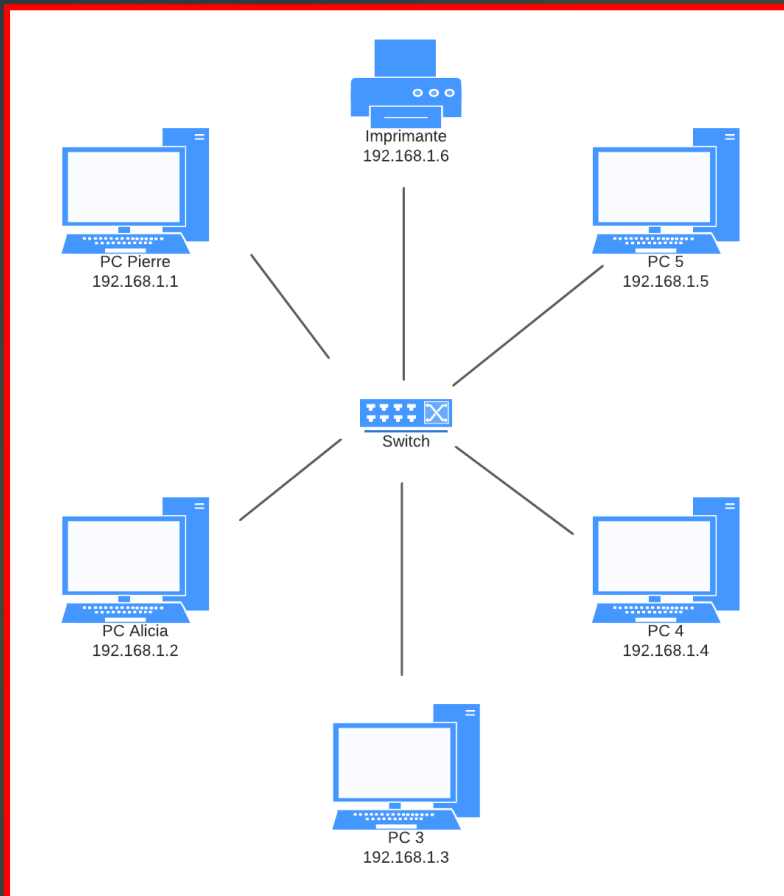 Imprimante
192.168.1.6
PC Pierre
192.168.1.1
PC 5
192.168.1.5
Switch
PC Alicia
192.168.1.2
PC 4
192.168.1.4
PC 3
192.168.1.3